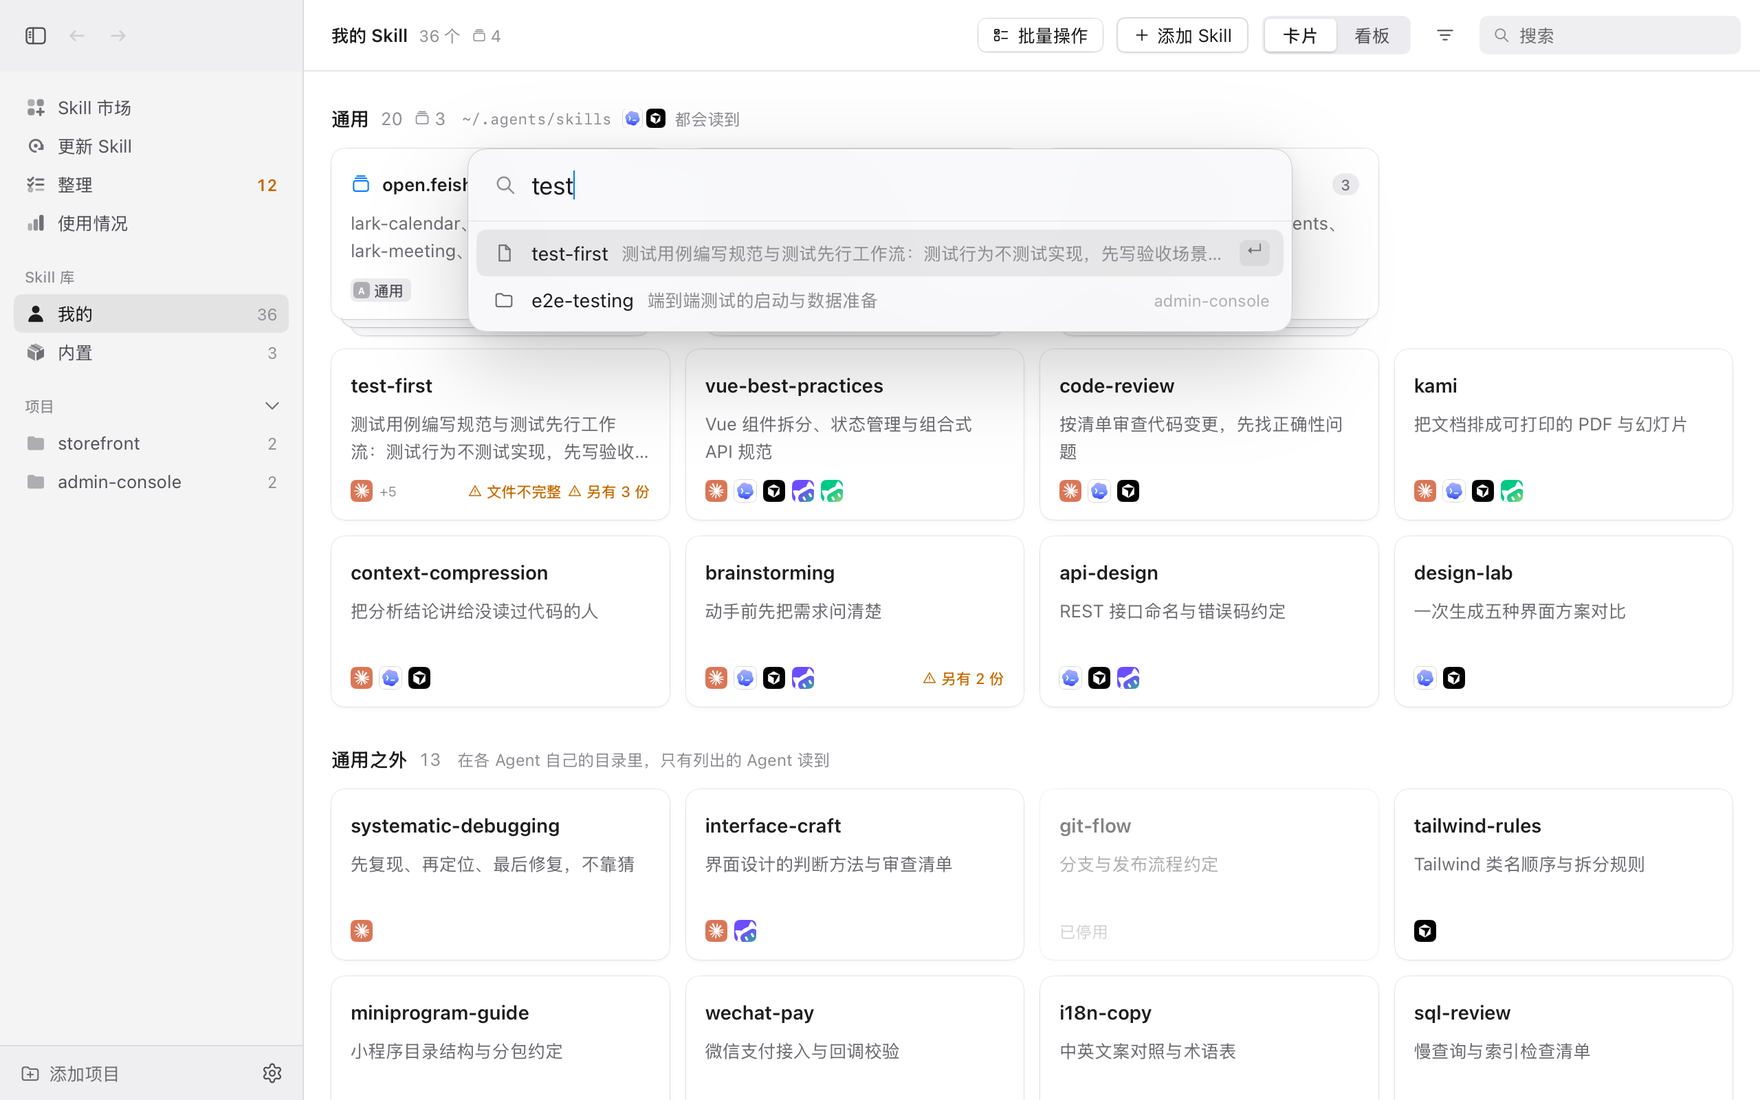 我的 Skill 36 个 4
批量操作
添加 Skill
卡片
看板
搜索
Skill 市场
更新 Skill
整理 12
使用情况
Skill 库
我的 36
内置 3
项目
storefront 2
admin-console 2
添加项目
通用 20 3 ~/.agents/skills 都会读到
open.feish
lark-calendar、
lark-meeting、
A 通用
3
ents、
test
test-first 测试用例编写规范与测试先行工作流：测试行为不测试实现，先写验收场景...
e2e-testing 端到端测试的启动与数据准备 admin-console
test-first
测试用例编写规范与测试先行工作
流：测试行为不测试实现，先写验收...
+5 文件不完整 另有 3 份
vue-best-practices
Vue 组件拆分、状态管理与组合式
API 规范
code-review
按清单审查代码变更，先找正确性问
题
kami
把文档排成可打印的 PDF 与幻灯片
context-compression
把分析结论讲给没读过代码的人
brainstorming
动手前先把需求问清楚
另有 2 份
api-design
REST 接口命名与错误码约定
design-lab
一次生成五种界面方案对比
通用之外 13 在各 Agent 自己的目录里，只有列出的 Agent 读到
systematic-debugging
先复现、再定位、最后修复，不靠猜
interface-craft
界面设计的判断方法与审查清单
git-flow
分支与发布流程约定
已停用
tailwind-rules
Tailwind 类名顺序与拆分规则
miniprogram-guide
小程序目录结构与分包约定
wechat-pay
微信支付接入与回调校验
i18n-copy
中英文案对照与术语表
sql-review
慢查询与索引检查清单